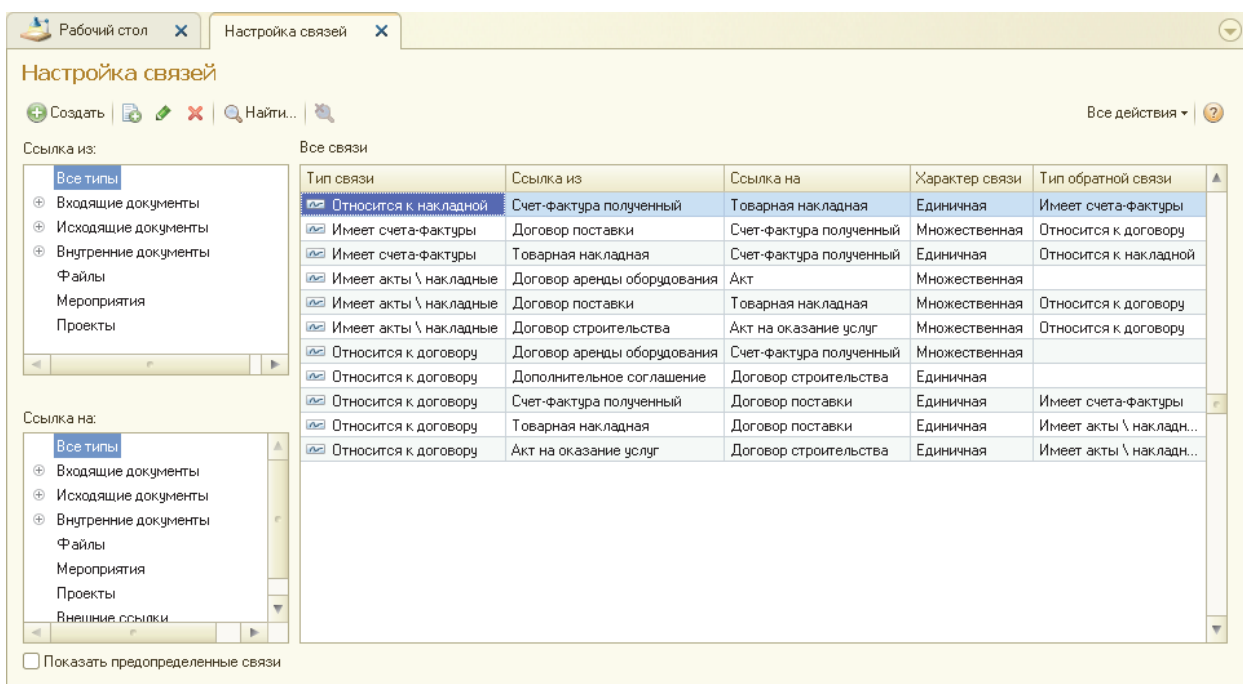 Рабочий стол Настройка связей
Настройка связей
Создать Найти... Все действия ?
Ссылка из:
Все типы
Входящие документы
Исходящие документы
Внутренние документы
Файлы
Мероприятия
Проекты
Ссылка на:
Все типы
Входящие документы
Исходящие документы
Внутренние документы
Файлы
Мероприятия
Проекты
Внешние ссылки
Все связи
Тип связи Ссылка из Ссылка на Характер связи Тип обратной связи
Относится к накладной Счет-фактура полученный Товарная накладная Единичная Имеет счета-фактуры
Имеет счета-фактуры Договор поставки Счет-фактура полученный Множественная Относится к договору
Имеет счета-фактуры Товарная накладная Счет-фактура полученный Единичная Относится к накладной
Имеет акты \ накладные Договор аренды оборудования Акт Множественная
Имеет акты \ накладные Договор поставки Товарная накладная Множественная Относится к договору
Имеет акты \ накладные Договор строительства Акт на оказание услуг Множественная Относится к договору
Относится к договору Договор аренды оборудования Счет-фактура полученный Множественная
Относится к договору Дополнительное соглашение Договор строительства Единичная
Относится к договору Счет-фактура полученный Договор поставки Единичная Имеет счета-фактуры
Относится к договору Товарная накладная Договор поставки Единичная Имеет акты \ накладн...
Относится к договору Акт на оказание услуг Договор строительства Единичная Имеет акты \ накладн...
Показать предопределенные связи